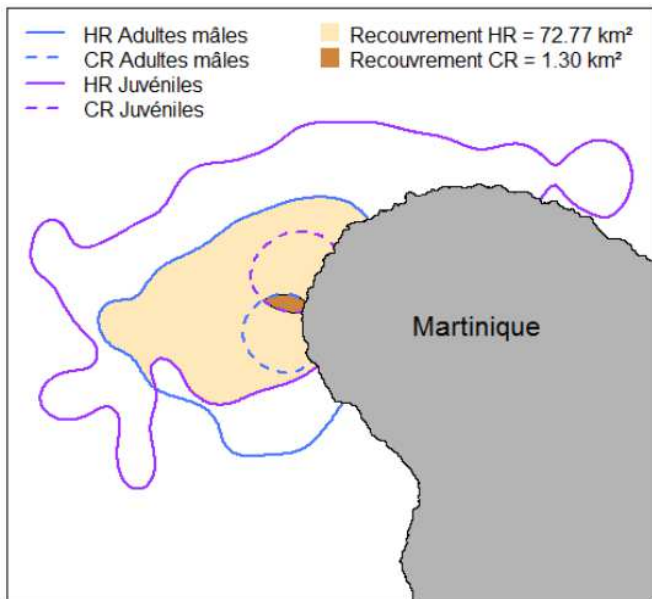 HR Adultes mâles
CR Adultes mâles
HR Juvéniles
CR Juvéniles
Recouvrement HR = 72.77 km²
Recouvrement CR = 1.30 km²
Martinique